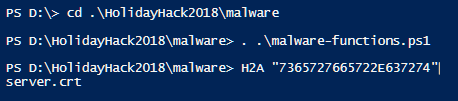 PS D:\> cd .\HolidayHack2018\malware
PS D:\HolidayHack2018\malware> . .\malware-functions.ps1
PS D:\HolidayHack2018\malware> H2A "7365727665722E637274"
server.crt